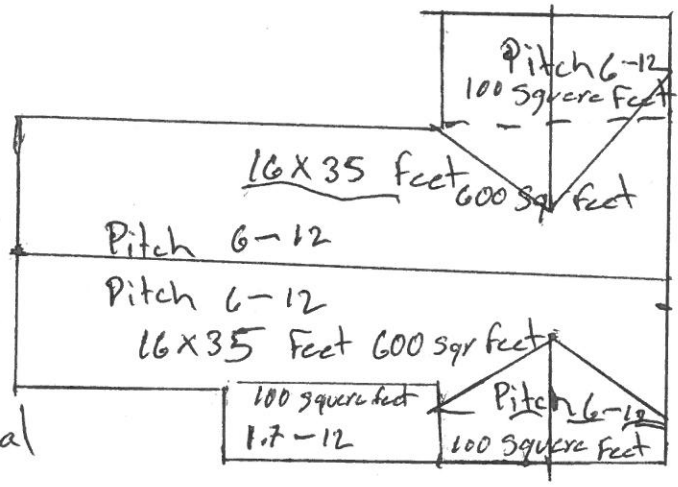 Pitch 6-12
100 Square Feet
16 X 35 Feet 600 sqr feet
Pitch 6-12
Pitch 6-12
16 X 35 Feet 600 sqr feet
100 square feet
1.7-12
Pitch 6-12
100 Square Feet
al